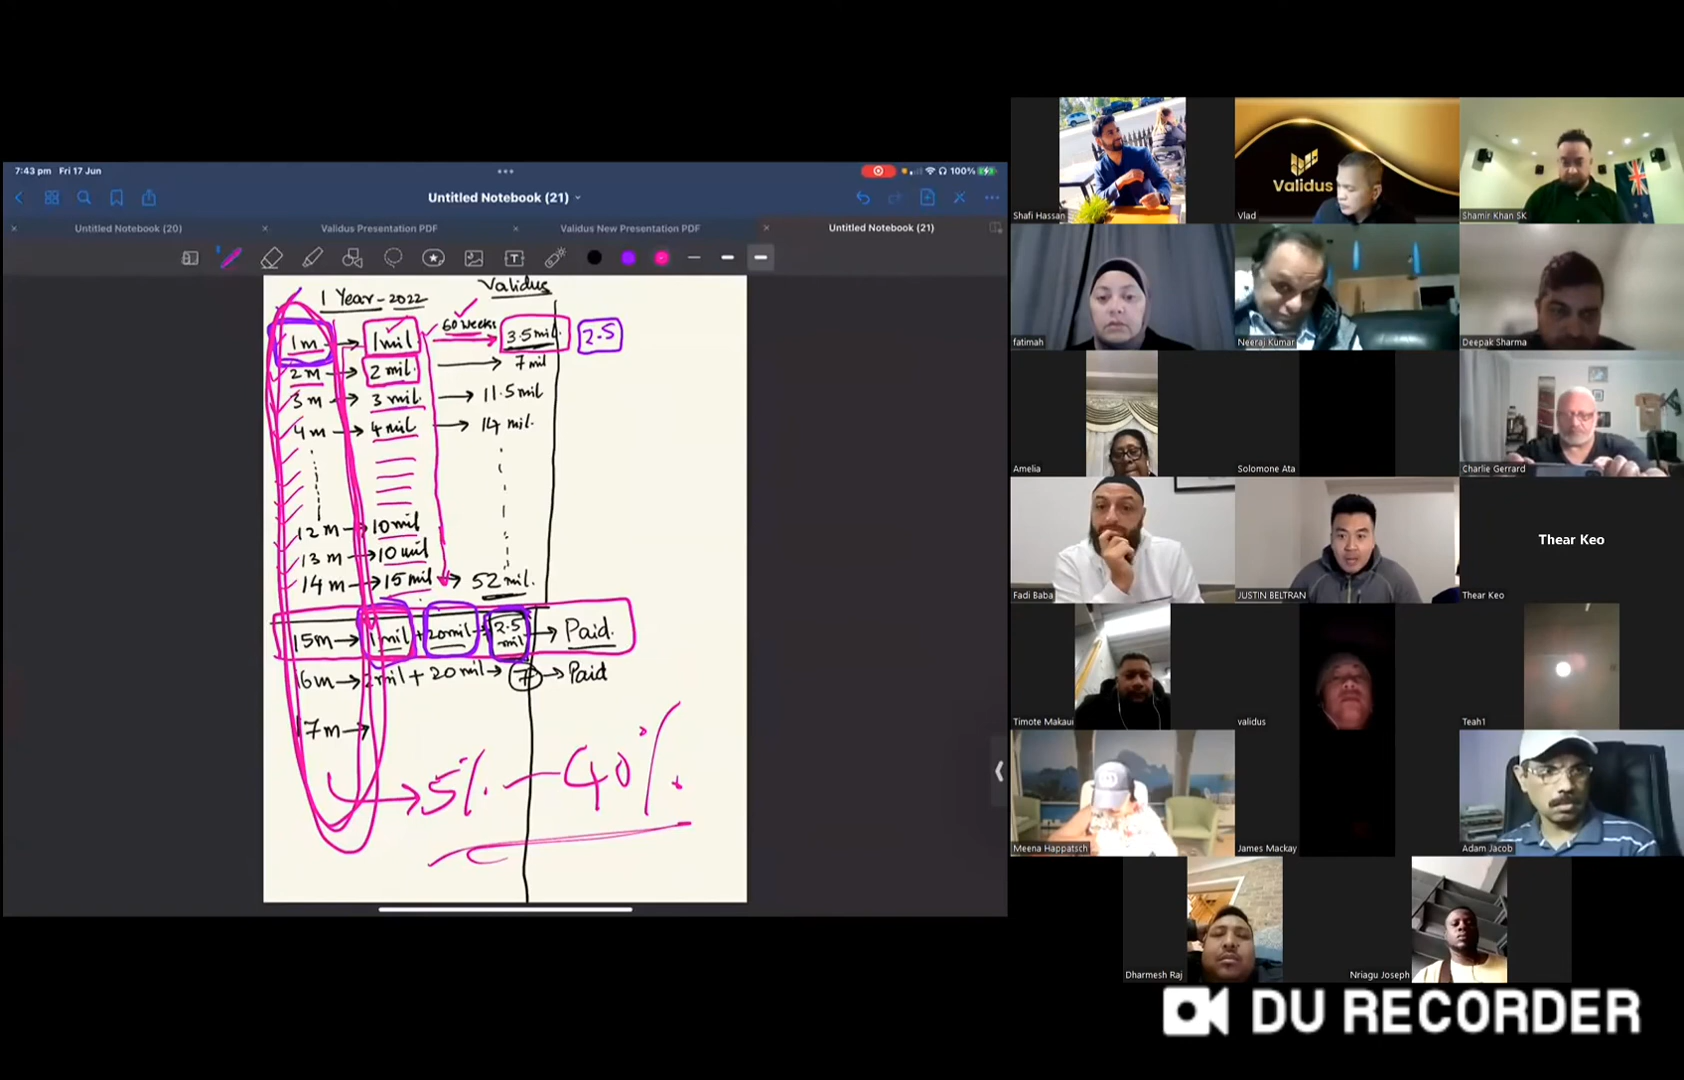 7:43 pm Fri 17 Jun
100%
Untitled Notebook (21)
Untitled Notebook (20)
Validus Presentation PDF
Validus New Presentation PDF
Untitled Notebook (21)
1 Year - 2022 Validus
1m → 1 mil 60 weeks → 3.5 mil. 2.5
2m → 2 mil. → 7 mil
3m → 3 mil. → 11.5 mil
4m → 4 mil → 14 mil.
12m → 10 mil
13m → 10 mil
14m → 15 mil → 52 mil.
15m → 1 mil + 20 mil → 2.5 mil → Paid.
16m → 2 mil + 20 mil → 7 → Paid
17m →
→ 5% - 40%
Shafi Hassan
Validus
Vlad
Shamir Khan SK
fatimah
Neeraj Kumar
Deepak Sharma
Amelia
Solomone Ata
Charlie Gerrard
Fadi Baba
JUSTIN BELTRAN
Thear Keo
Thear Keo
Timote Makaui
validus
Teah1
Meena Happatsch
James Mackay
Adam Jacob
Dharmesh Raj
Nriagu Joseph
DU RECORDER